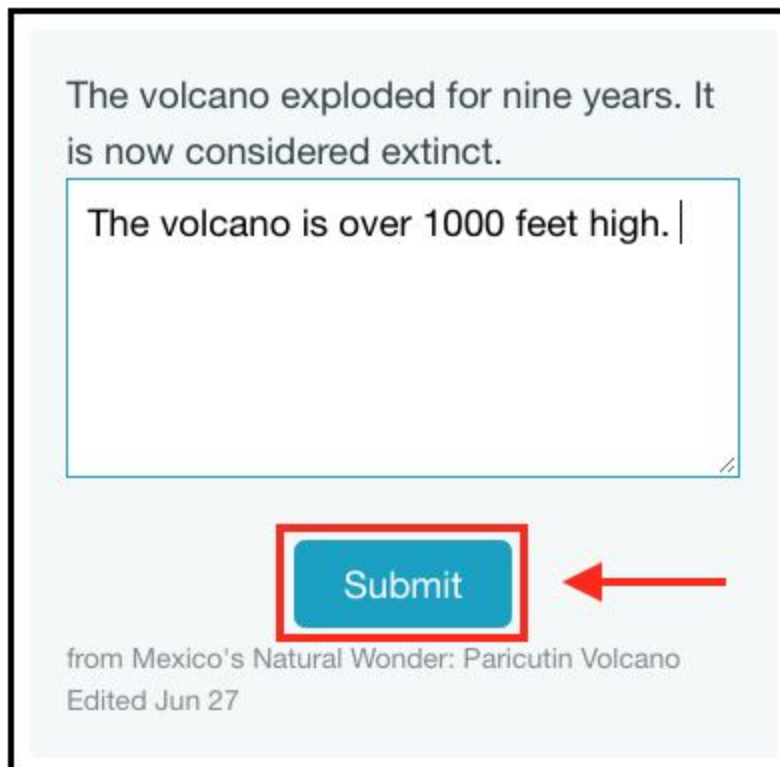 The volcano exploded for nine years. It
is now considered extinct.
The volcano is over 1000 feet high.
Submit
from Mexico's Natural Wonder: Paricutin Volcano
Edited Jun 27